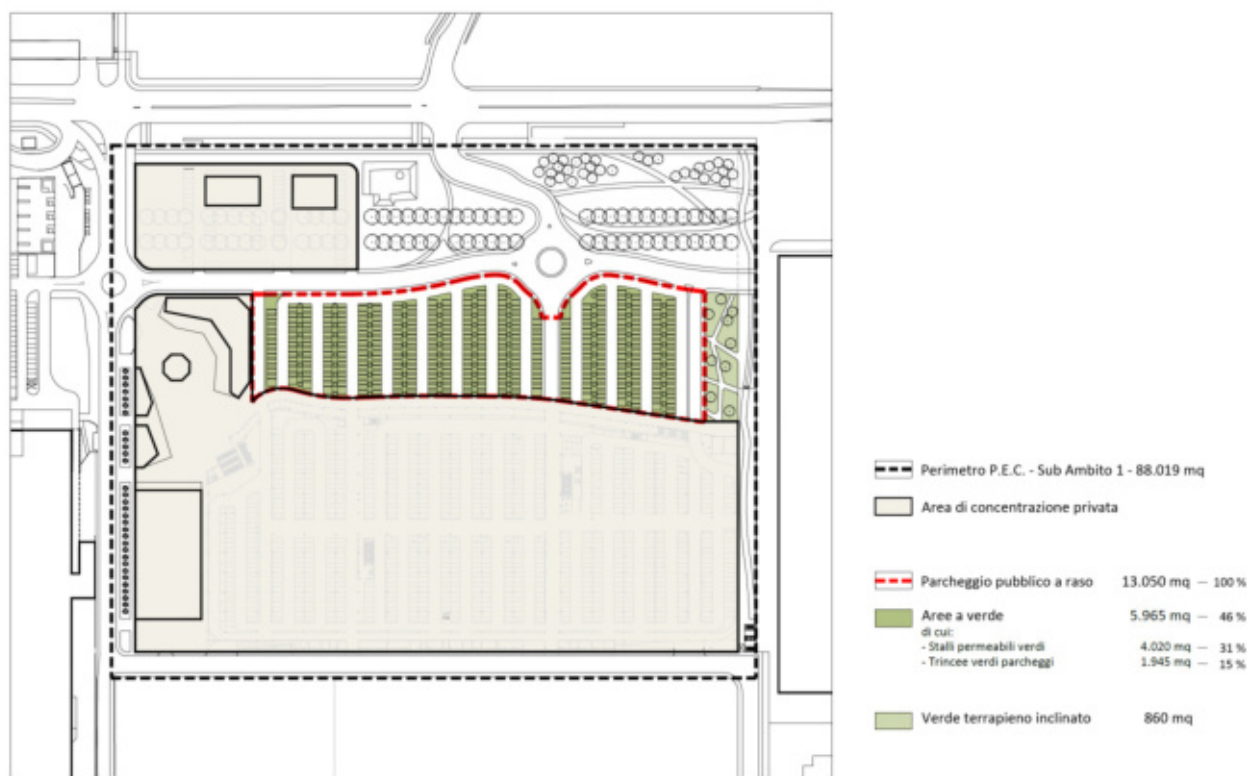 Perimetro P.E.C. - Sub Ambito 1 - 88.019 mq
Area di concentrazione privata
Parcheggio pubblico a raso 13.050 mq — 100 %
Aree a verde 5.965 mq — 46 %
di cui:
- Stalli permeabili verdi 4.020 mq — 31 %
- Trincee verdi parcheggi 1.945 mq — 15 %
Verde terrapieno inclinato 860 mq